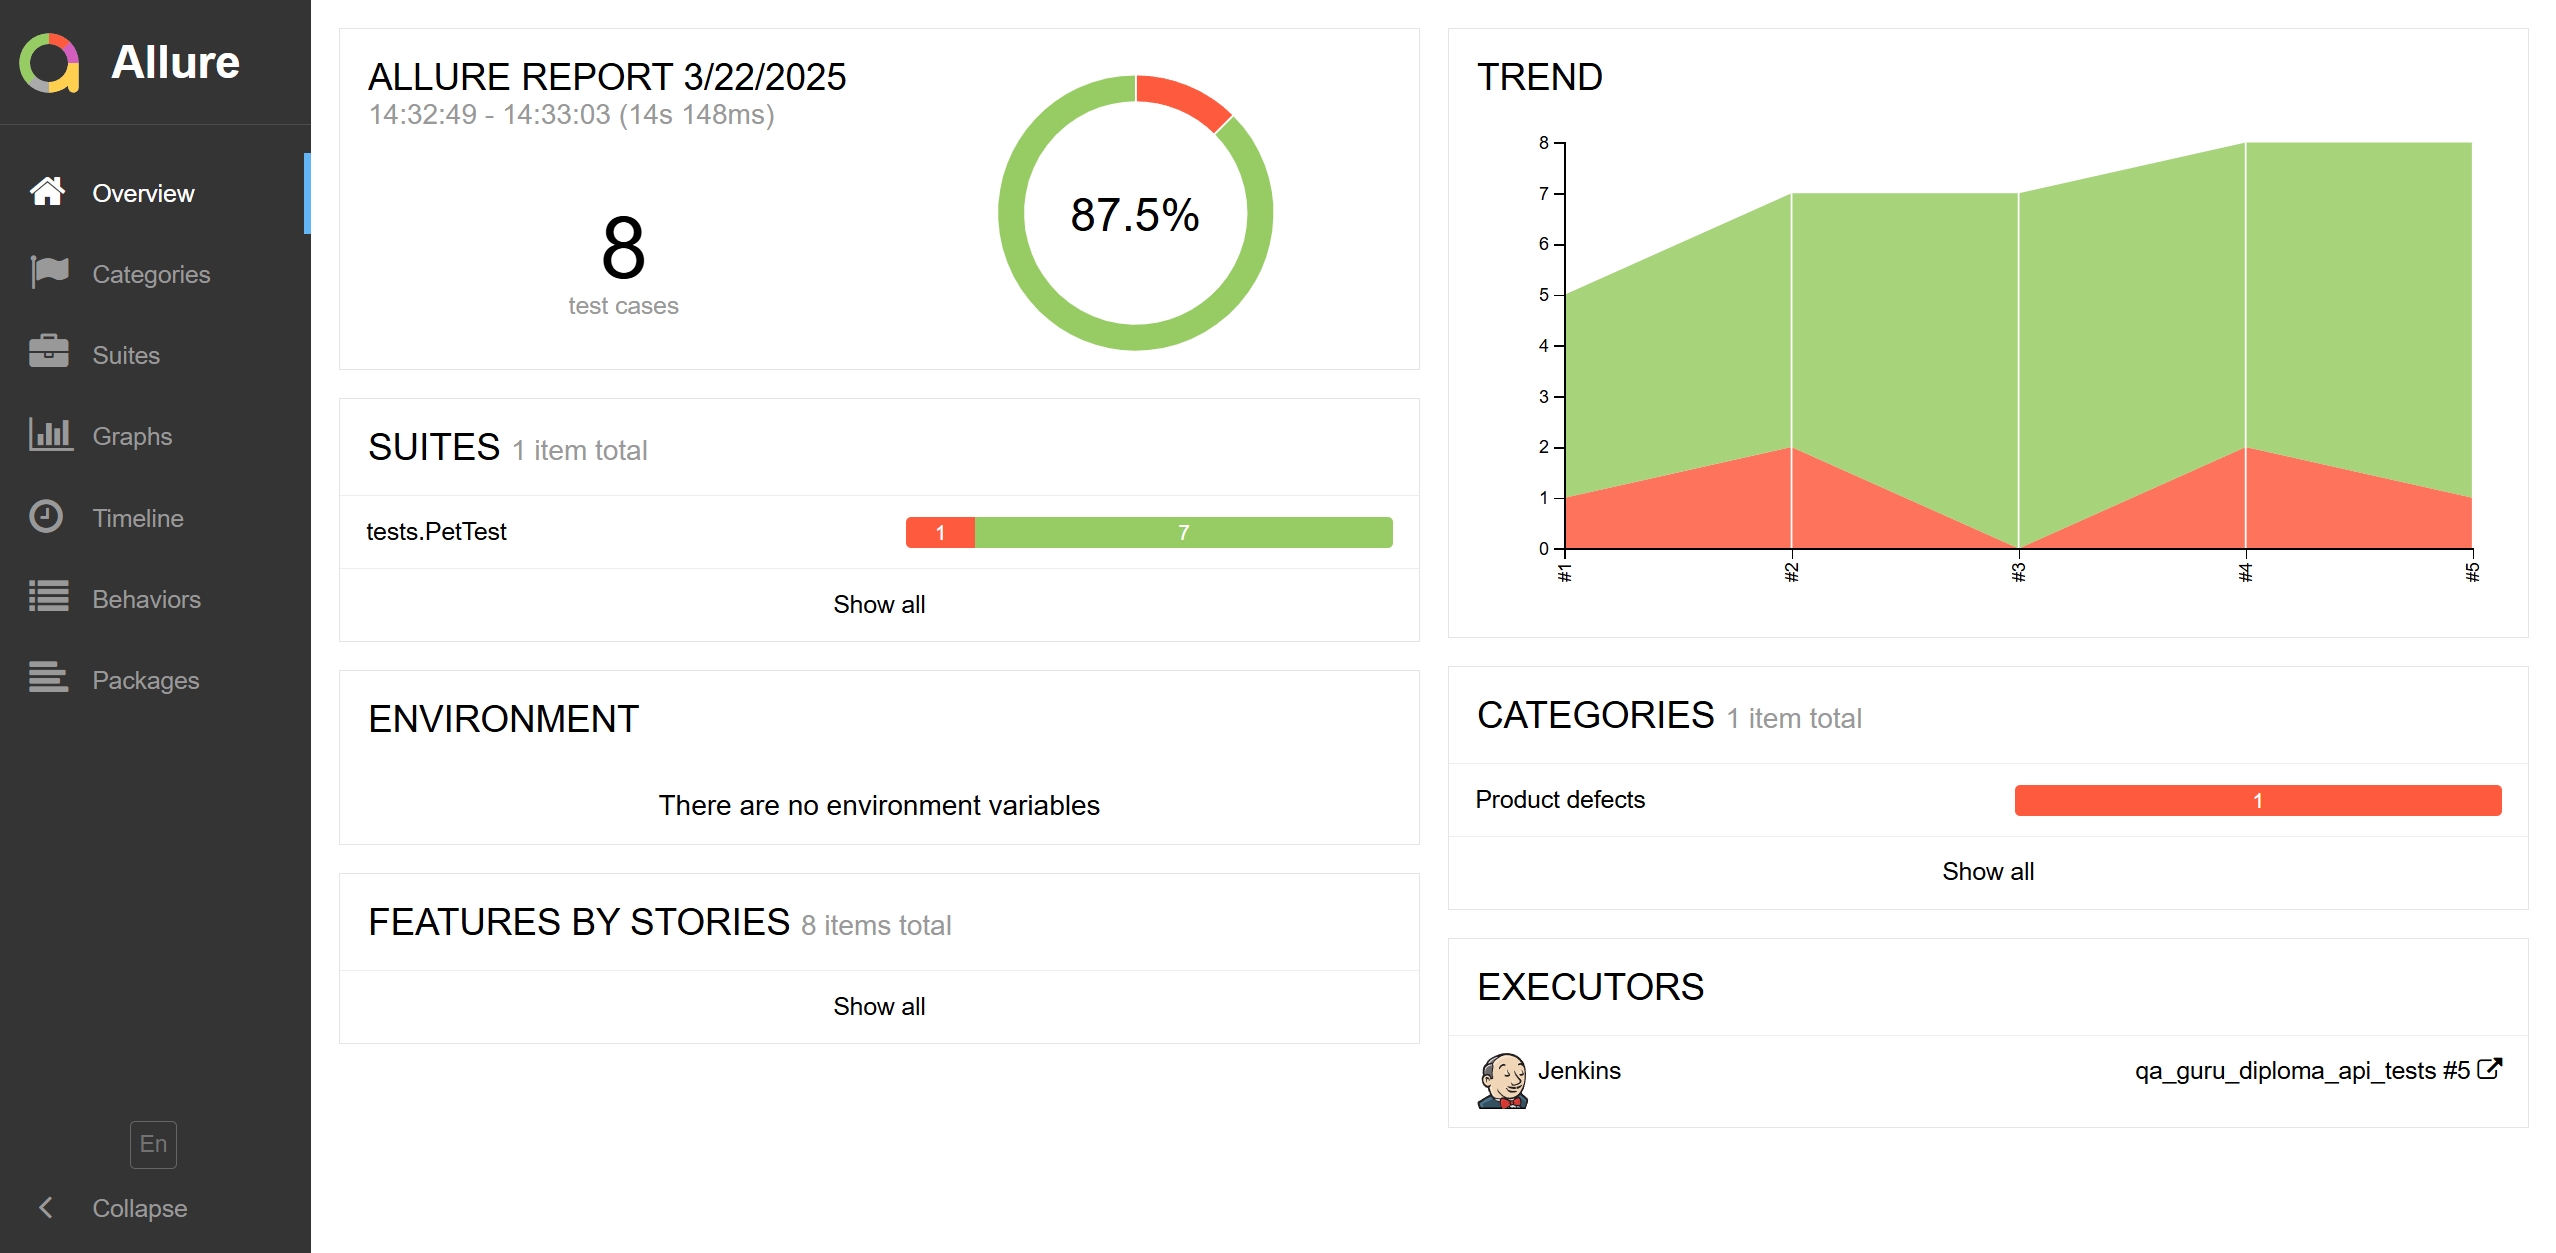 Allure
Overview
Categories
Suites
Graphs
Timeline
Behaviors
Packages
En
Collapse
ALLURE REPORT 3/22/2025
14:32:49 - 14:33:03 (14s 148ms)
8
test cases
87.5%
SUITES 1 item total
tests.PetTest 1 7
Show all
ENVIRONMENT
There are no environment variables
FEATURES BY STORIES 8 items total
Show all
TREND
8
7
6
5
4
3
2
1
0
#1 #2 #3 #4 #5
CATEGORIES 1 item total
Product defects 1
Show all
EXECUTORS
Jenkins qa_guru_diploma_api_tests #5